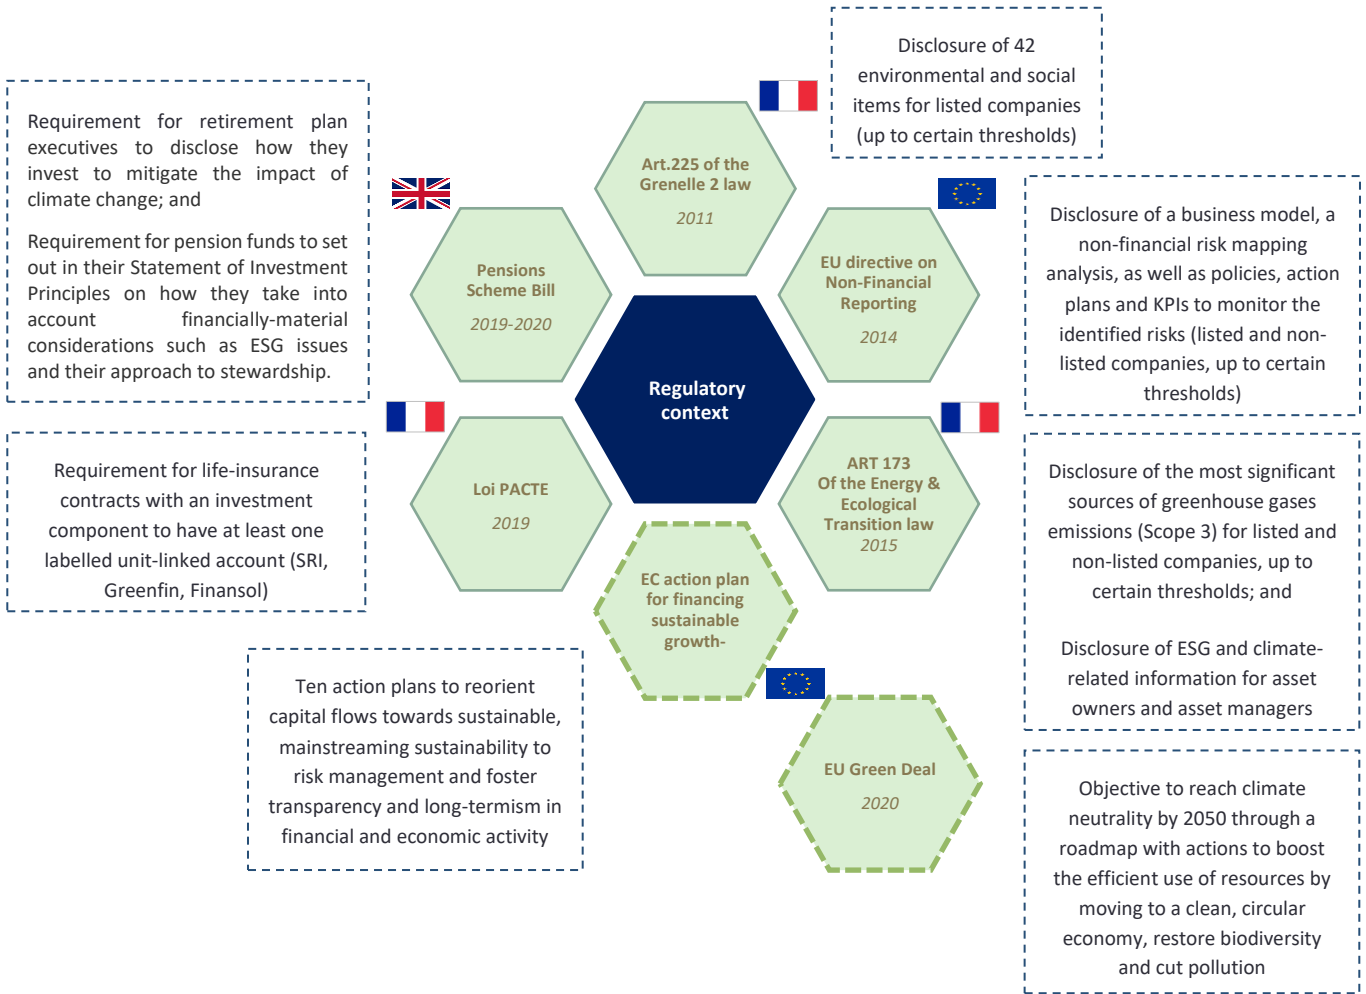 Disclosure of 42
environmental and social
items for listed companies
(up to certain thresholds)
Requirement for retirement plan
executives to disclose how they
invest to mitigate the impact of
climate change; and
Requirement for pension funds to set
out in their Statement of Investment
Principles on how they take into
account financially-material
considerations such as ESG issues
and their approach to stewardship.
Art.225 of the
Grenelle 2 law
2011
Pensions
Scheme Bill
2019-2020
EU directive on
Non-Financial
Reporting
2014
Disclosure of a business model, a
non-financial risk mapping
analysis, as well as policies, action
plans and KPIs to monitor the
identified risks (listed and non-
listed companies, up to certain
thresholds)
Regulatory
context
Requirement for life-insurance
contracts with an investment
component to have at least one
labelled unit-linked account (SRI,
Greenfin, Finansol)
Loi PACTE
2019
ART 173
Of the Energy &
Ecological
Transition law
2015
Disclosure of the most significant
sources of greenhouse gases
emissions (Scope 3) for listed and
non-listed companies, up to
certain thresholds; and
Disclosure of ESG and climate-
related information for asset
owners and asset managers
EC action plan
for financing
sustainable
growth-
Ten action plans to reorient
capital flows towards sustainable,
mainstreaming sustainability to
risk management and foster
transparency and long-termism in
financial and economic activity
EU Green Deal
2020
Objective to reach climate
neutrality by 2050 through a
roadmap with actions to boost
the efficient use of resources by
moving to a clean, circular
economy, restore biodiversity
and cut pollution